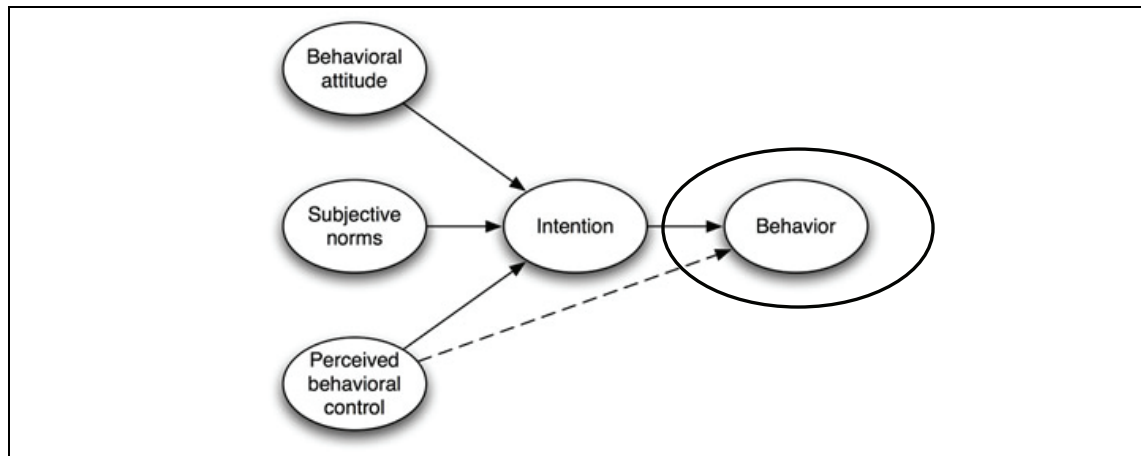 Behavioral
attitude
Subjective
norms
Intention
Behavior
Perceived
behavioral
control